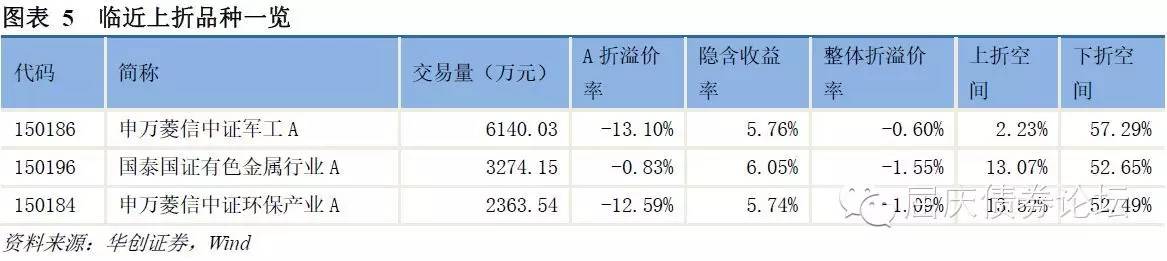 图表 5 临近上折品种一览
代码 简称 交易量（万元） A 折溢价率 隐含收益率 整体折溢价率 上折空间 下折空间
150186 申万菱信中证军工 A 6140.03 -13.10% 5.76% -0.60% 2.23% 57.29%
150196 国泰国证有色金属行业 A 3274.15 -0.83% 6.05% -1.55% 13.07% 52.65%
150184 申万菱信中证环保产业 A 2363.54 -12.59% 5.74% -1.09% 13.52% 52.49%
屈庆债券论坛
资料来源：华创证券，Wind